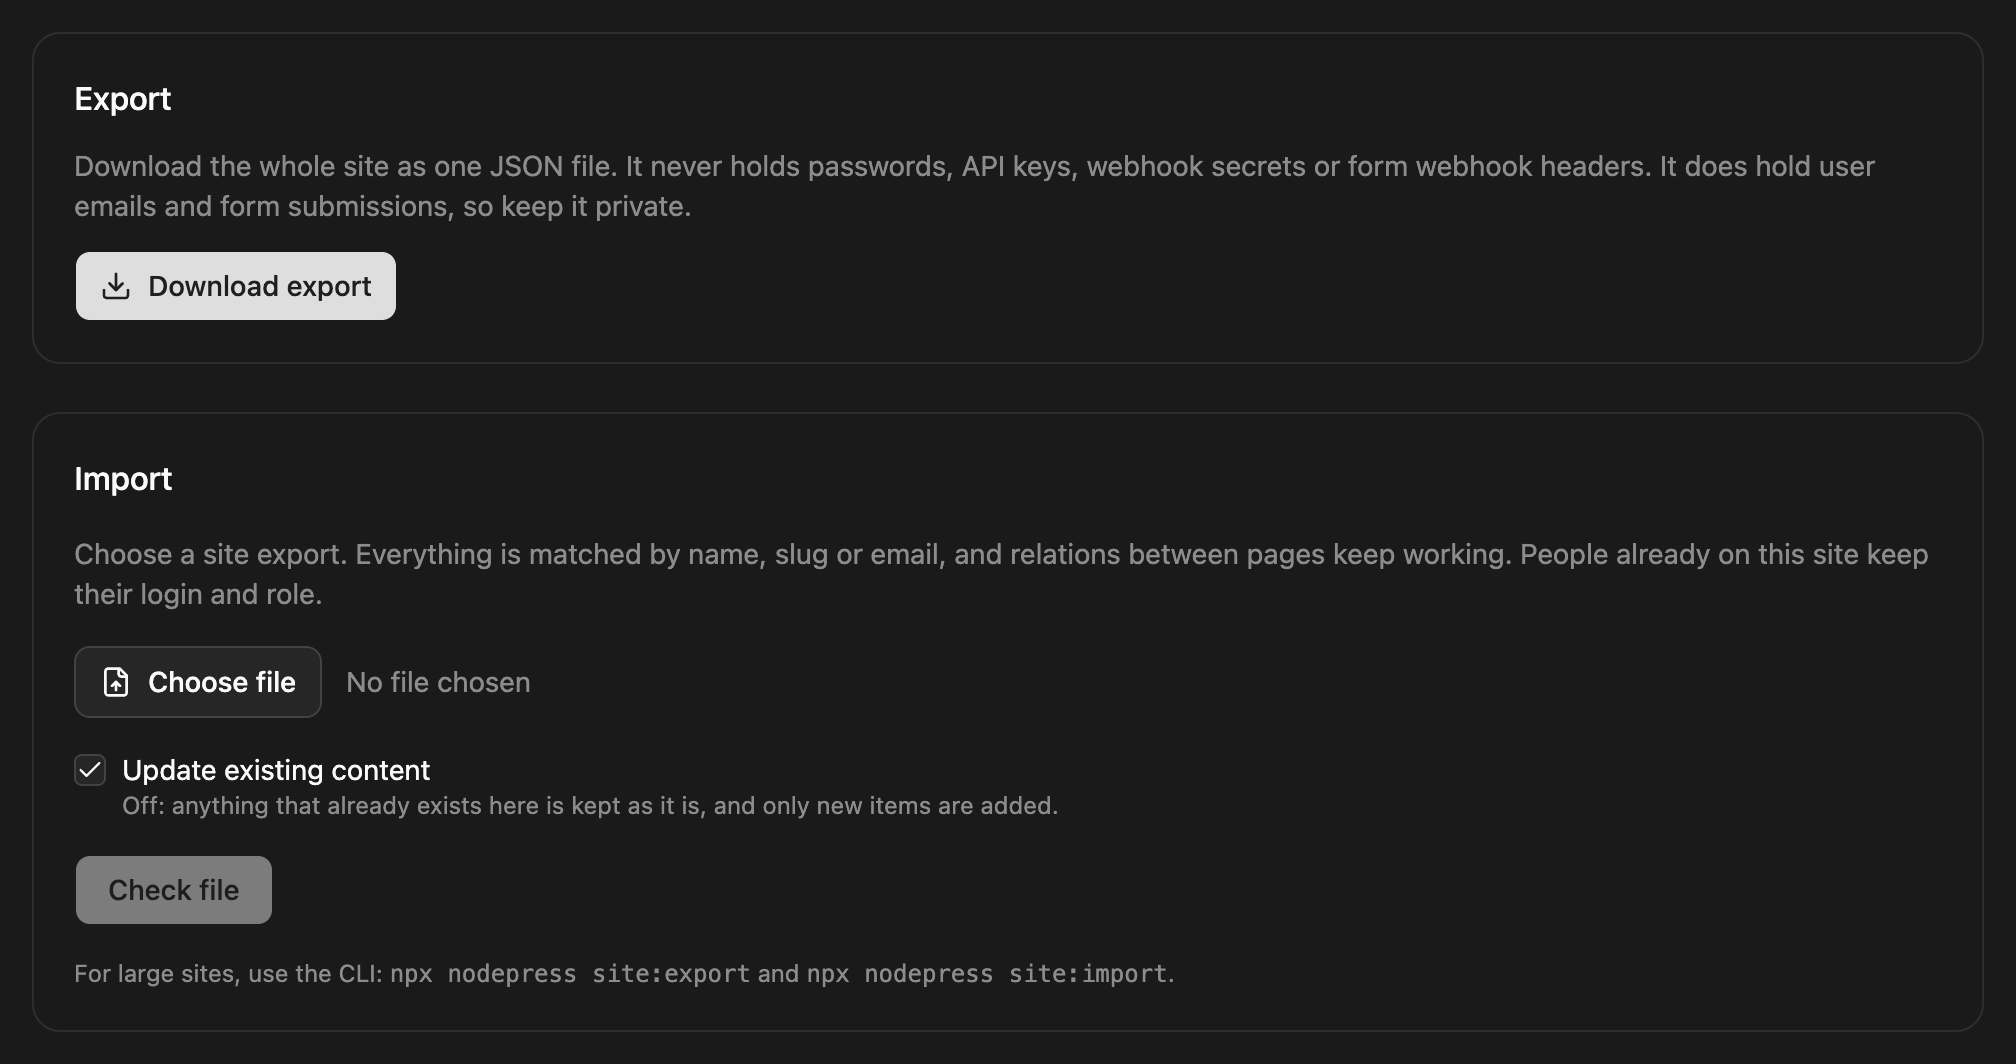 Export
Download the whole site as one JSON file. It never holds passwords, API keys, webhook secrets or form webhook headers. It does hold user
emails and form submissions, so keep it private.
Download export
Import
Choose a site export. Everything is matched by name, slug or email, and relations between pages keep working. People already on this site keep
their login and role.
Choose file No file chosen
Update existing content
Off: anything that already exists here is kept as it is, and only new items are added.
Check file
For large sites, use the CLI: npx nodepress site:export and npx nodepress site:import.